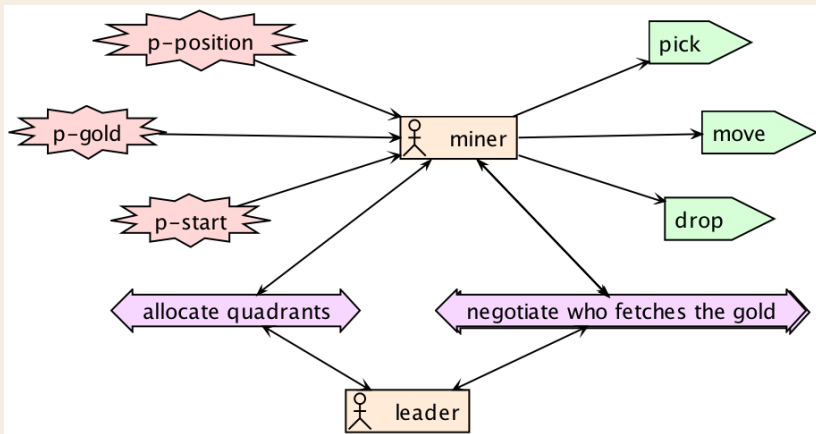 p-position
pick
p-gold
miner
move
p-start
drop
allocate quadrants
negotiate who fetches the gold
leader